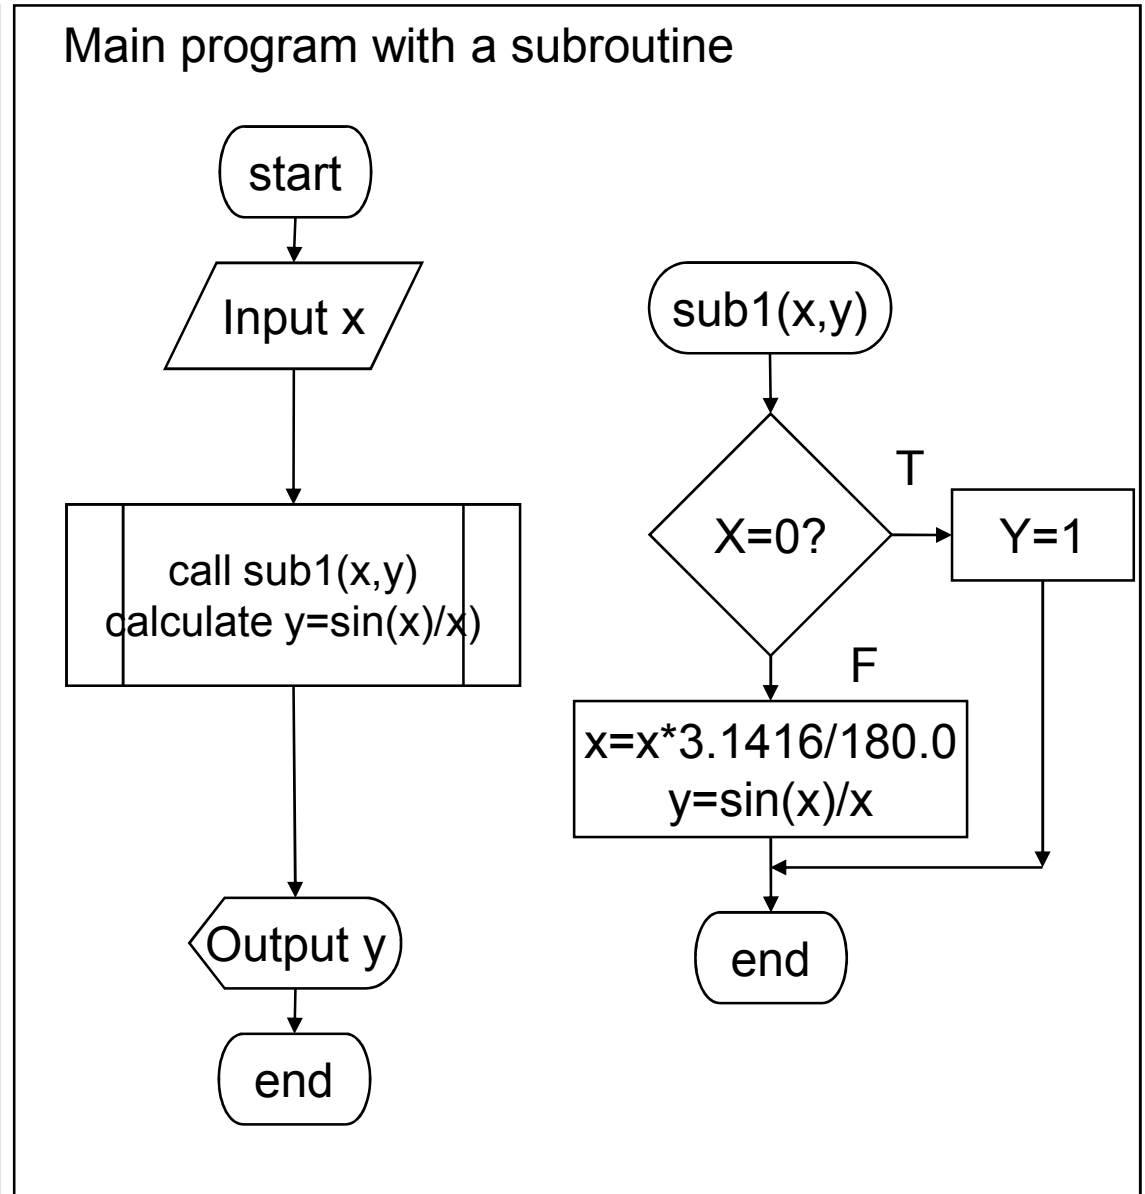 Main program with a subroutine
start
Input x
call sub1(x,y)
calculate y=sin(x)/x)
Output y
end
sub1(x,y)
X=0?
T
Y=1
F
x=x*3.1416/180.0
y=sin(x)/x
end